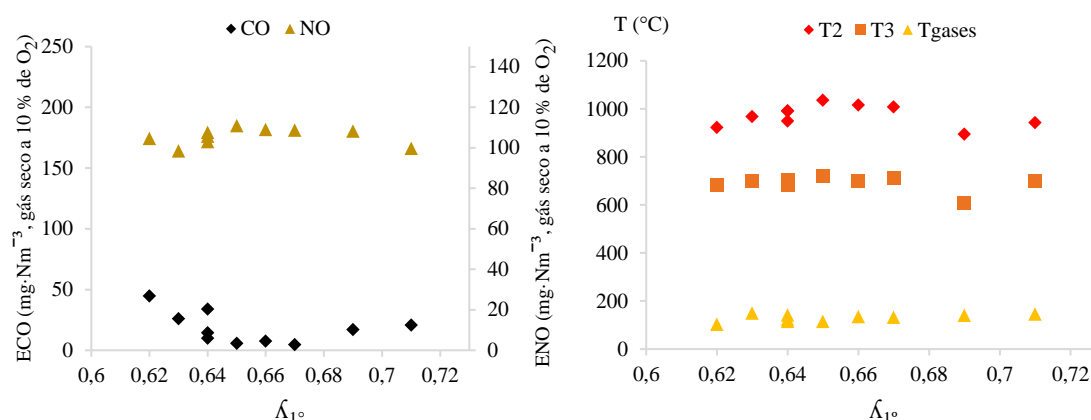 CO NO
ECO (mg·Nm⁻³, gás seco a 10 % de O₂)
250
200
150
100
50
0
140
120
100
80
60
40
20
0
ENO (mg·Nm⁻³, gás seco a 10 % de O₂)
0,6 0,62 0,64 0,66 0,68 0,7 0,72
ʎ₁º
T (°C)
T2 T3 Tgases
1200
1000
800
600
400
200
0
0,6 0,62 0,64 0,66 0,68 0,7 0,72
ʎ₁º